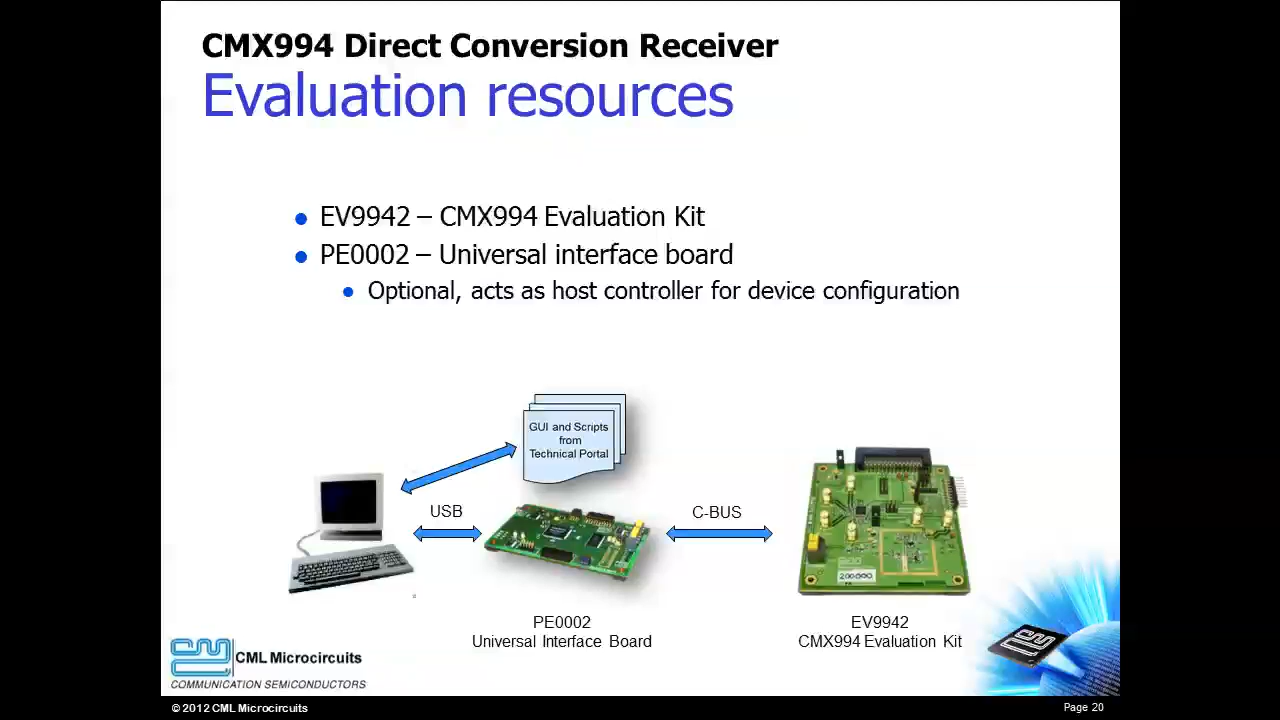 CMX994 Direct Conversion Receiver
Evaluation resources
EV9942 – CMX994 Evaluation Kit
PE0002 – Universal interface board
Optional, acts as host controller for device configuration
GUI and Scripts
from
Technical Portal
USB
C-BUS
200000
PE0002
Universal Interface Board
EV9942
CMX994 Evaluation Kit
CML Microcircuits
COMMUNICATION SEMICONDUCTORS
© 2012 CML Microcircuits
Page 20